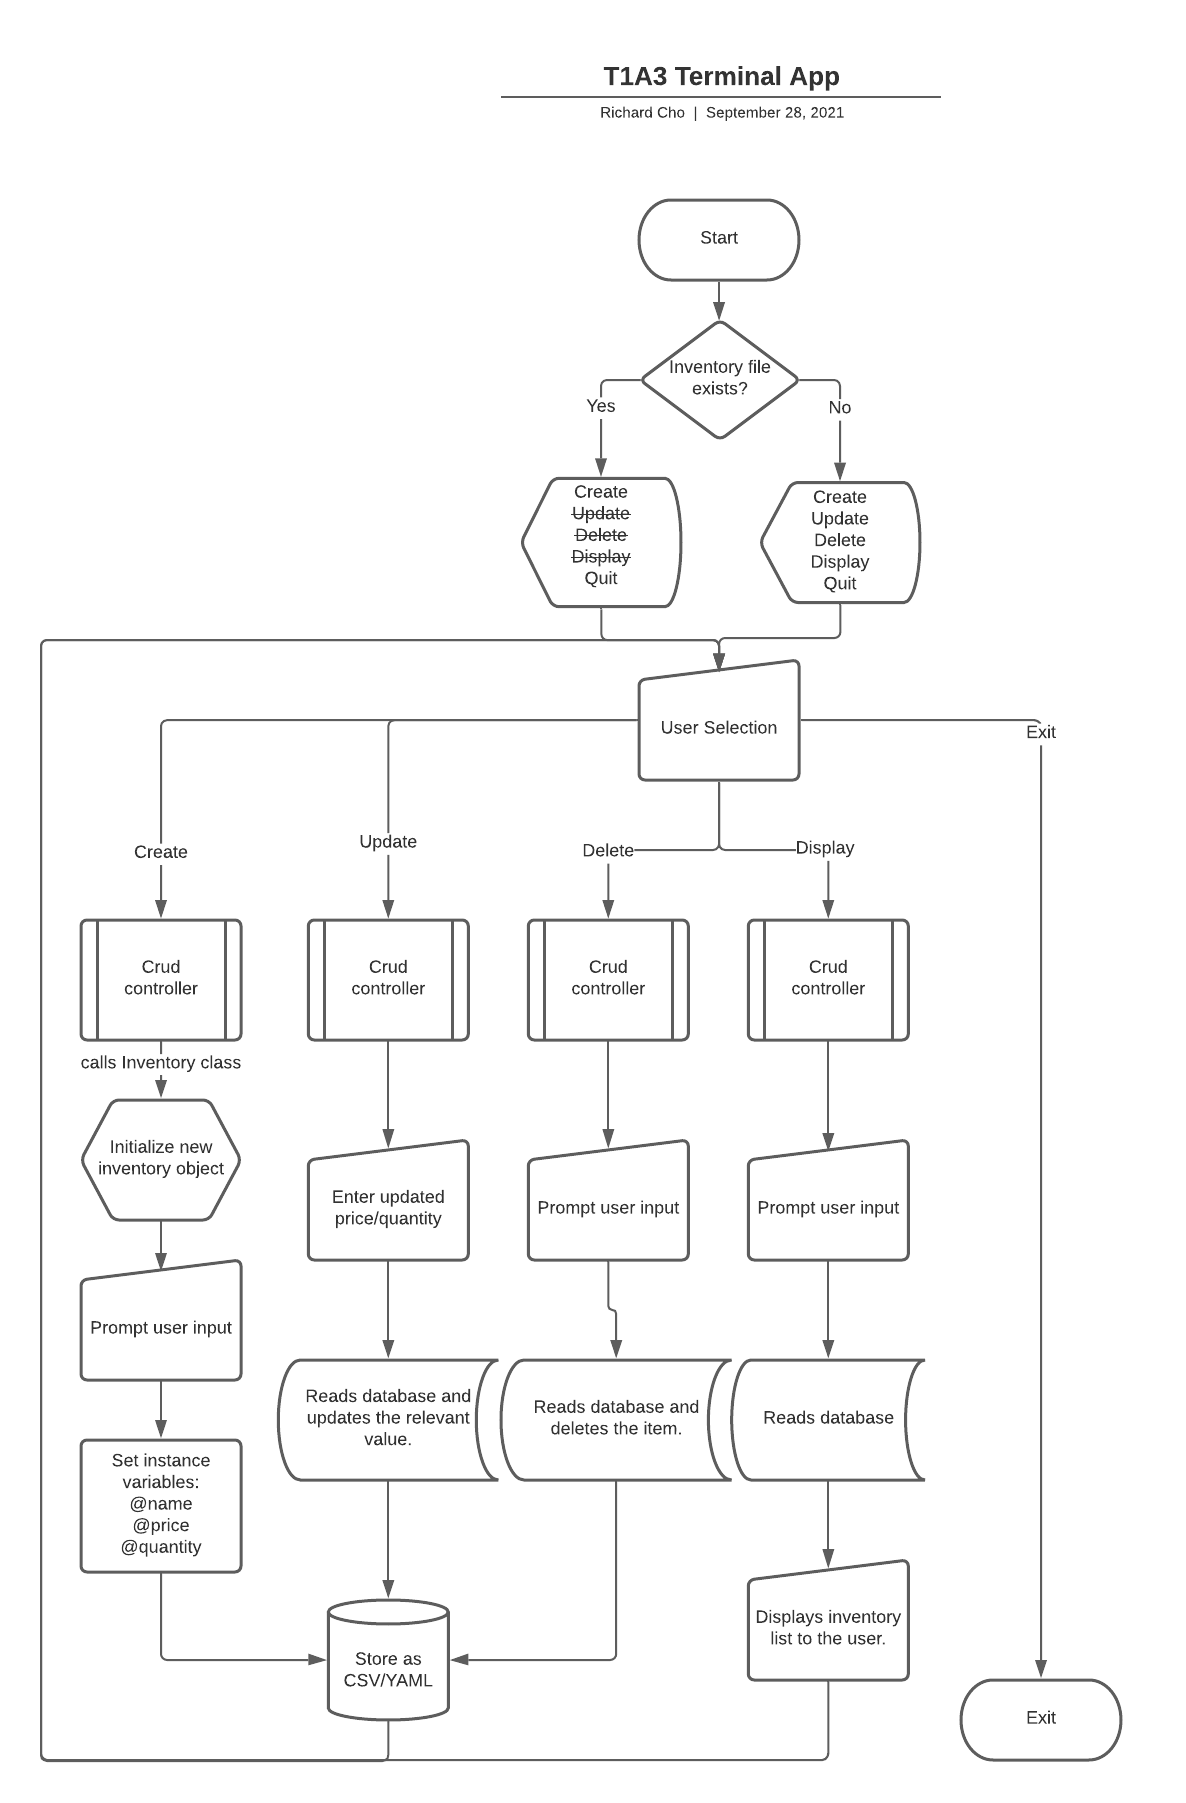 T1A3 Terminal App
Richard Cho | September 28, 2021
Start
Inventory file
exists?
Yes
No
Create
Update
Delete
Display
Quit
Create
Update
Delete
Display
Quit
User Selection
Exit
Create
Update
Delete
Display
Crud
controller
Crud
controller
Crud
controller
Crud
controller
calls Inventory class
Initialize new
inventory object
Enter updated
price/quantity
Prompt user input
Prompt user input
Prompt user input
Reads database and
updates the relevant
value.
Reads database and
deletes the item.
Reads database
Set instance
variables:
@name
@price
@quantity
Store as
CSV/YAML
Displays inventory
list to the user.
Exit